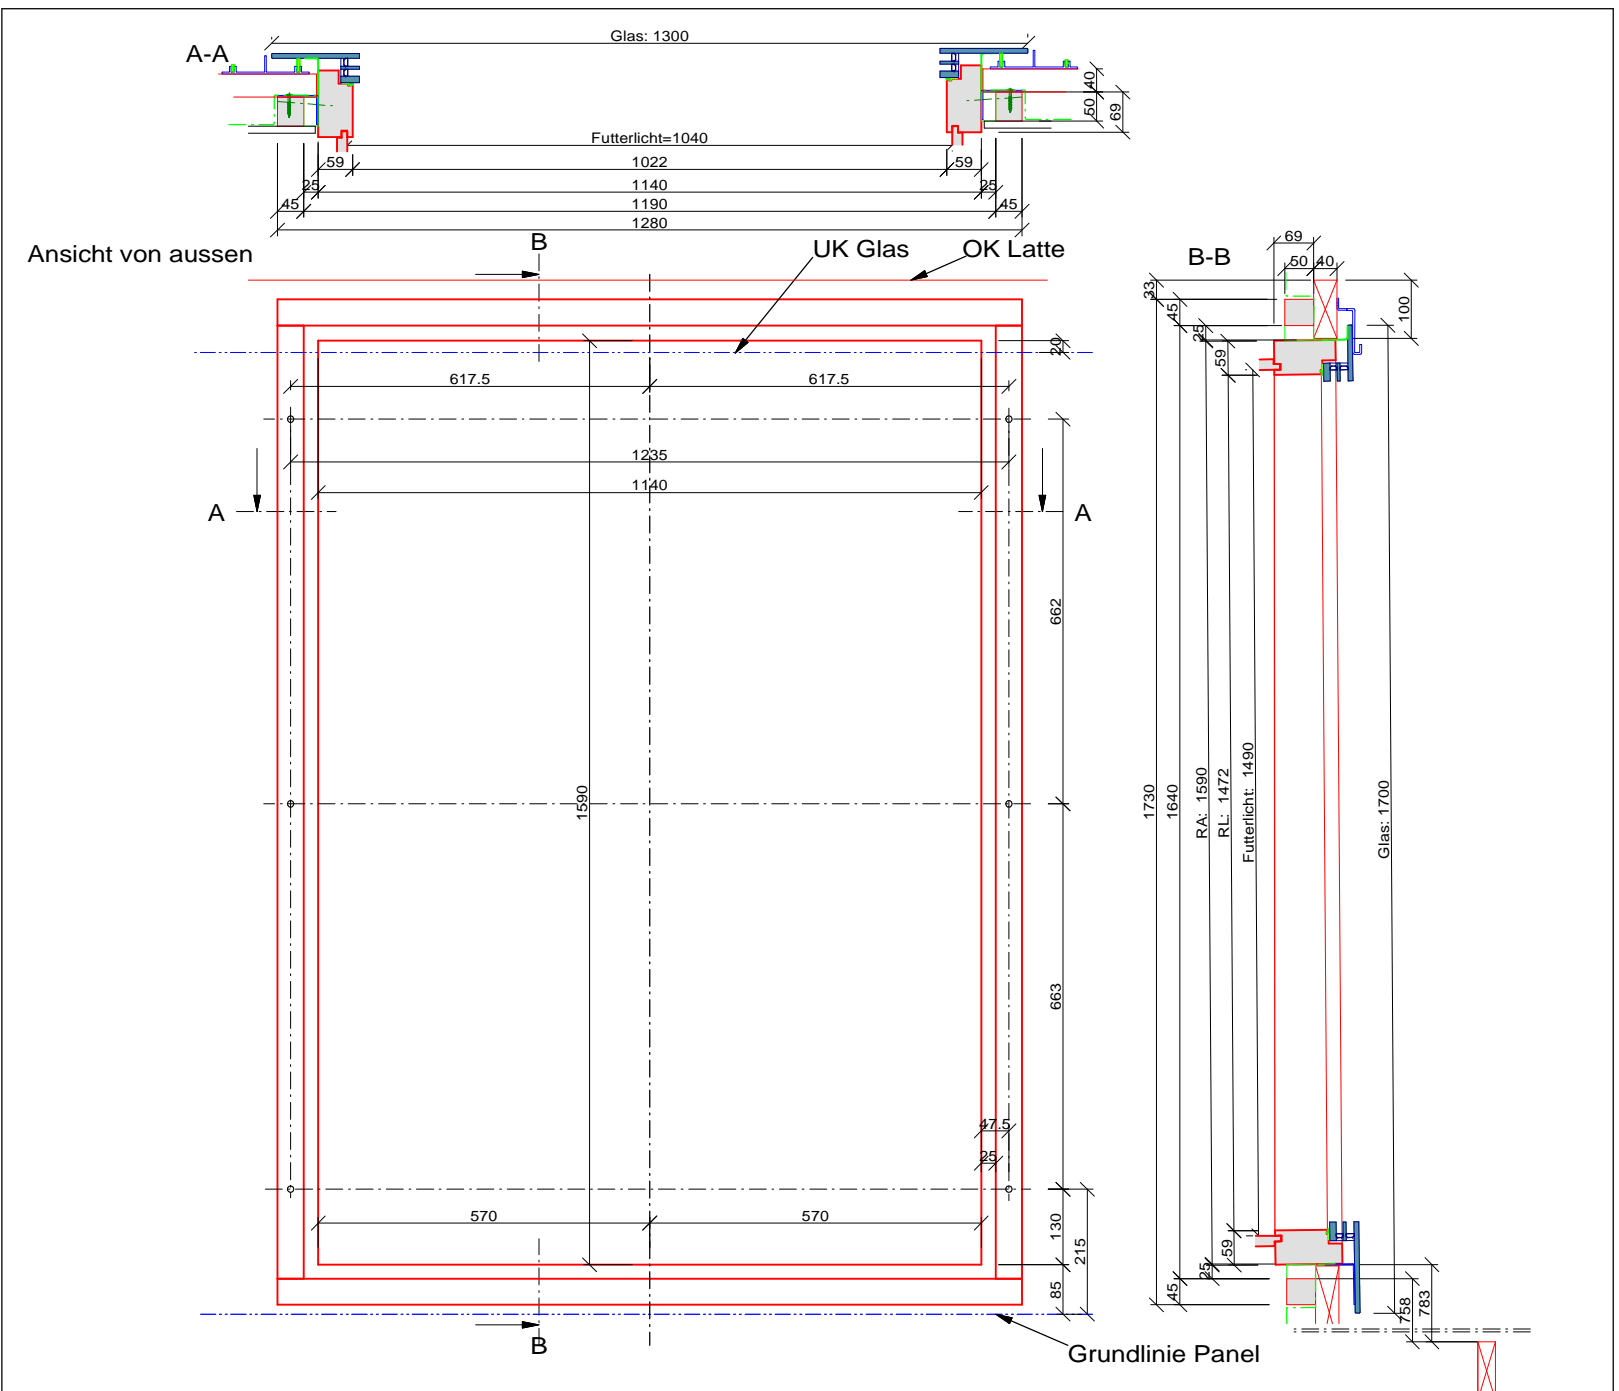 Glas: 1300
A-A
40
50
69
Futterlicht=1040
59
1022
59
25
1140
25
45
1190
45
1280
Ansicht von aussen
B
UK Glas
OK Latte
B-B
69
50
40
33
45
25
59
100
20
617.5
617.5
1235
1140
A
A
662
1590
663
1730
1640
RA: 1590
RL: 1472
Futterlicht: 1490
Glas: 1700
47.5
25
570
570
130
215
85
59
25
45
758
783
B
Grundlinie Panel